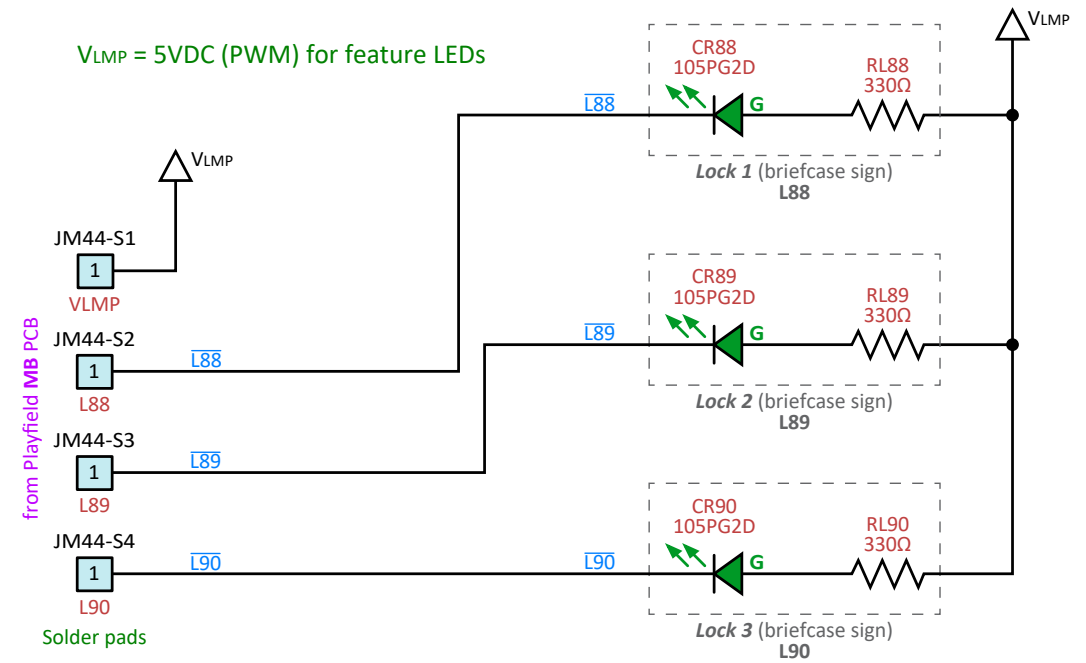 VLMP = 5VDC (PWM) for feature LEDs
VLMP
JM44-S1
1
VLMP
JM44-S2
1
L88
L88
JM44-S3
1
L89
L89
JM44-S4
1
L90
L90
Solder pads
from Playfield MB PCB
L88
CR88
105PG2D
G
RL88
330Ω
Lock 1 (briefcase sign)
L88
L89
CR89
105PG2D
G
RL89
330Ω
Lock 2 (briefcase sign)
L89
L90
CR90
105PG2D
G
RL90
330Ω
Lock 3 (briefcase sign)
L90
VLMP